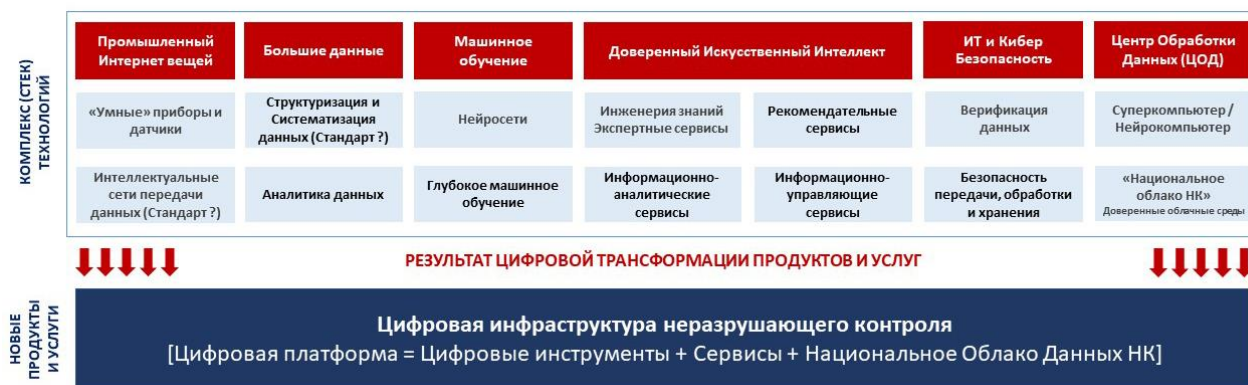 КОМПЛЕКС (СТЕК)
ТЕХНОЛОГИЙ
Промышленный
Интернет вещей
Большие данные
Машинное
обучение
Доверенный Искусственный Интеллект
ИТ и Кибер
Безопасность
Центр Обработки
Данных (ЦОД)
«Умные» приборы и
датчики
Структуризация и
Систематизация
данных (Стандарт ?)
Нейросети
Инженерия знаний
Экспертные сервисы
Рекомендательные
сервисы
Верификация
данных
Суперкомпьютер /
Нейрокомпьютер
Интеллектуальные
сети передачи
данных (Стандарт ?)
Аналитика данных
Глубокое машинное
обучение
Информационно-
аналитические
сервисы
Информационно-
управляющие
сервисы
Безопасность
передачи, обработки
и хранения
«Национальное
облако НК»
Доверенные облачные среды
РЕЗУЛЬТАТ ЦИФРОВОЙ ТРАНСФОРМАЦИИ ПРОДУКТОВ И УСЛУГ
НОВЫЕ
ПРОДУКТЫ
И УСЛУГИ
Цифровая инфраструктура неразрушающего контроля
[Цифровая платформа = Цифровые инструменты + Сервисы + Национальное Облако Данных НК]